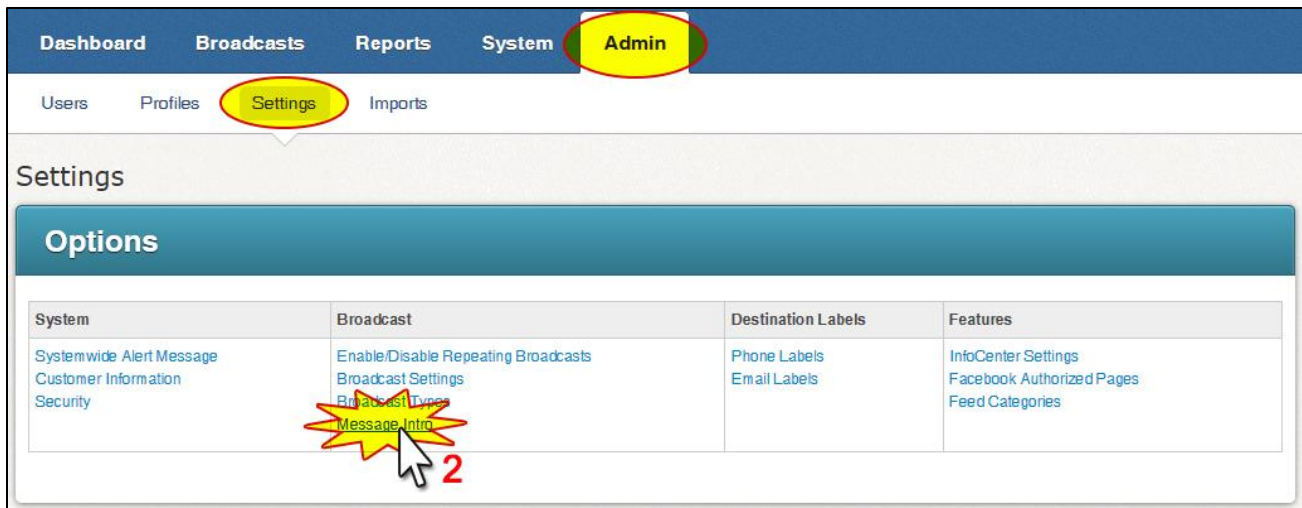 Dashboard Broadcasts Reports System Admin
Users Profiles Settings Imports
Settings
Options
System Broadcast Destination Labels Features
Systemwide Alert Message Enable/Disable Repeating Broadcasts Phone Labels InfoCenter Settings
Customer Information Broadcast Settings Email Labels Facebook Authorized Pages
Security Broadcast Types Feed Categories
Message Intro
2